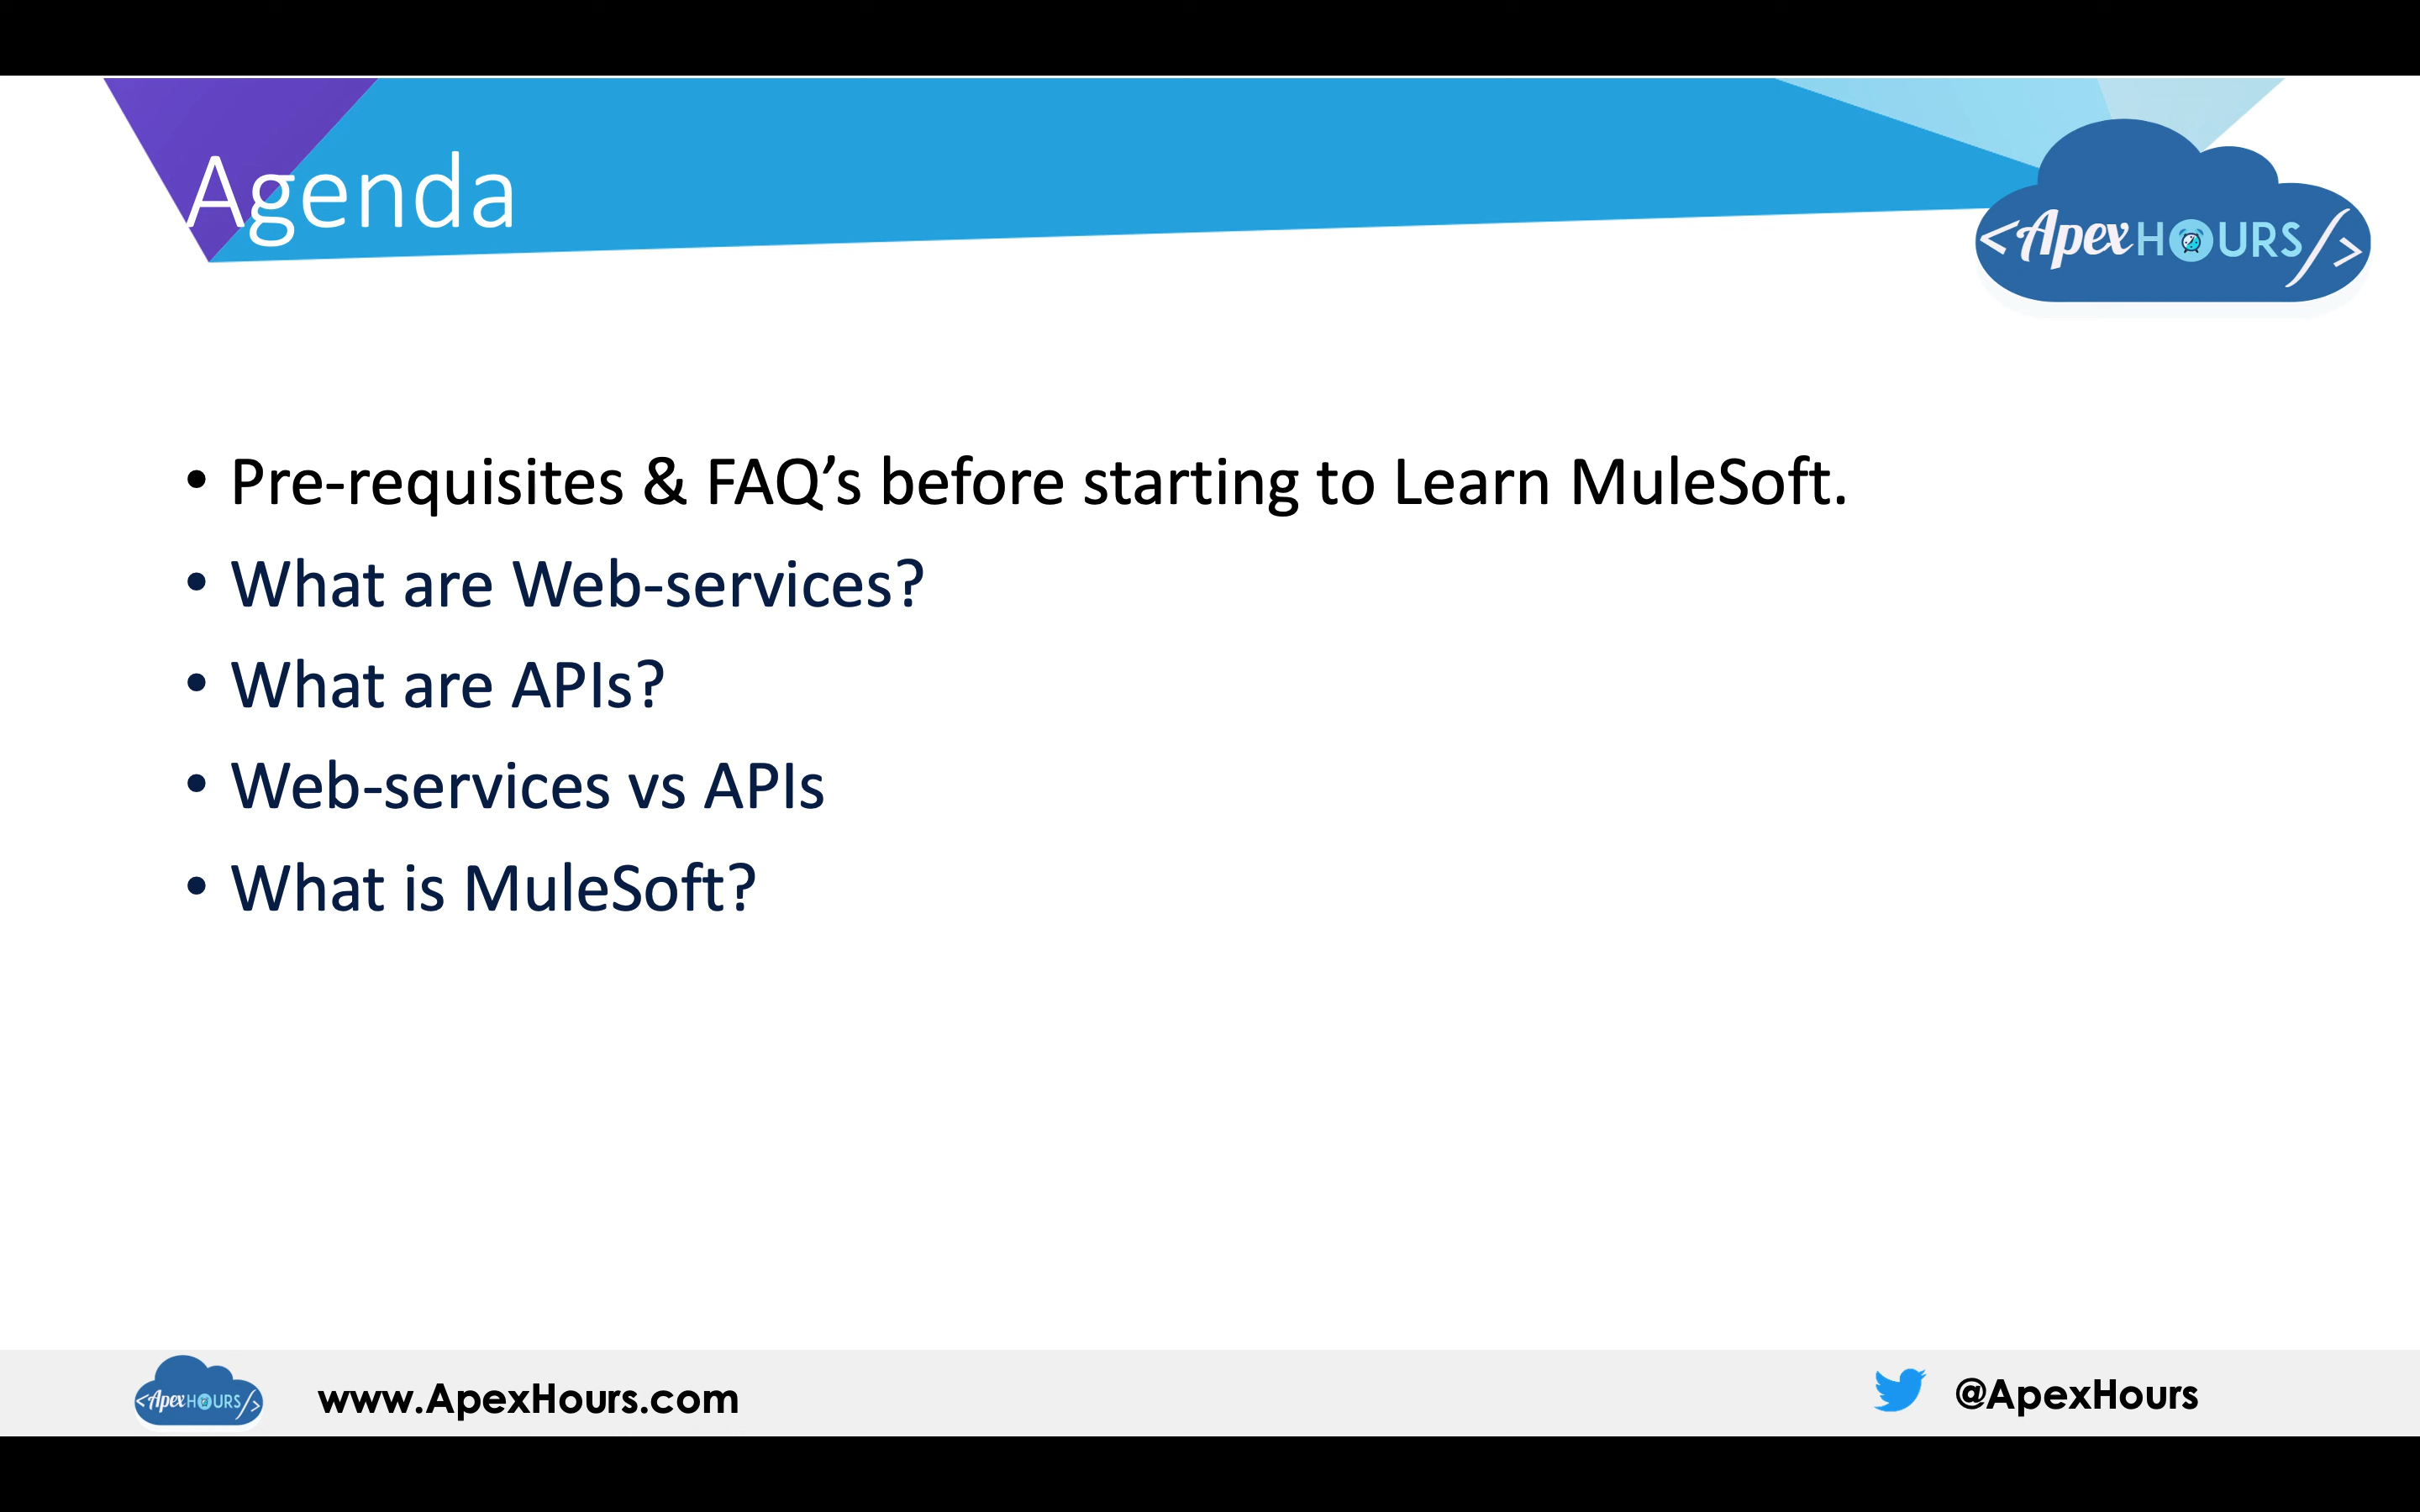 Agenda
<ApexHOURS/>
• Pre-requisites & FAQ’s before starting to Learn MuleSoft.
• What are Web-services?
• What are APIs?
• Web-services vs APIs
• What is MuleSoft?
<ApexHOURS/>
www.ApexHours.com
@ApexHours